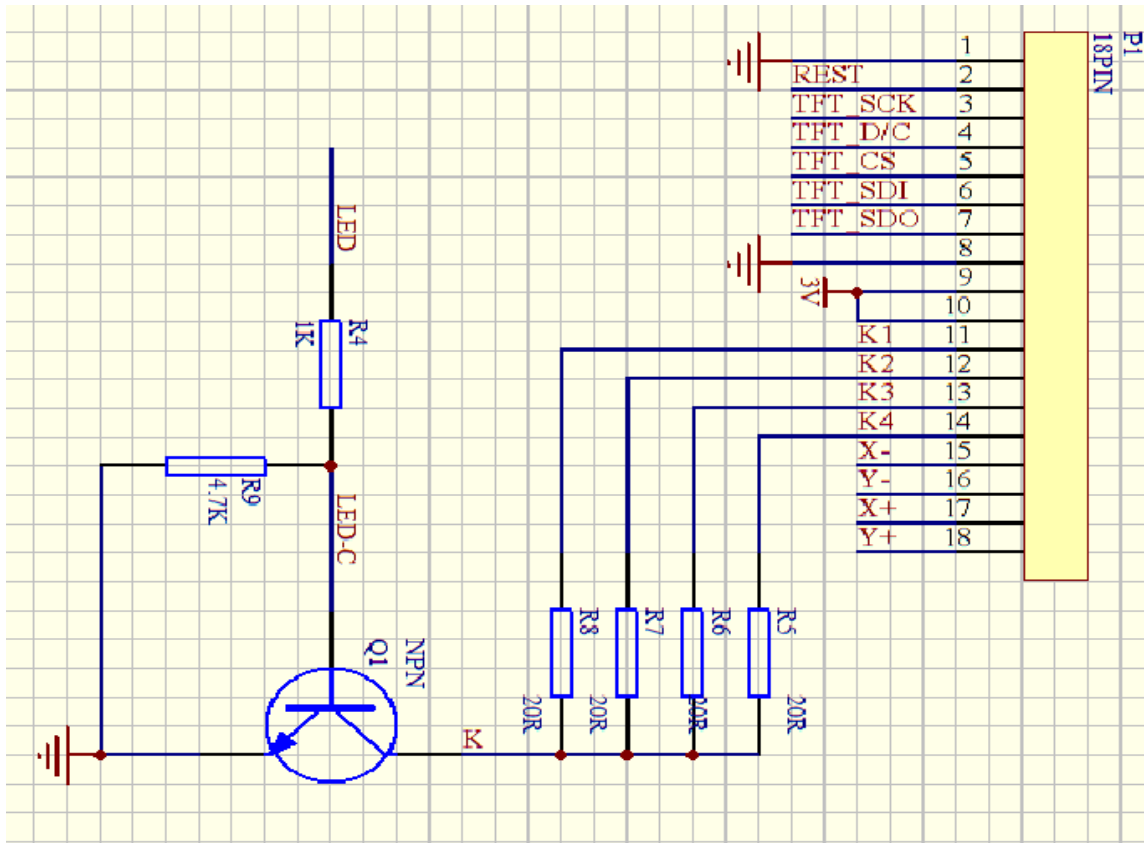 P1
18PIN
1
REST 2
TFT_SCK 3
TFT_D/C 4
TFT_CS 5
TFT_SDI 6
TFT_SDO 7
8
3V 9
10
K1 11
K2 12
K3 13
K4 14
X- 15
Y- 16
X+ 17
Y+ 18
LED
R4
1K
R9
4.7K
LED-C
Q1
NPN
K
R8
20R
R7
20R
R6
20R
R5
20R